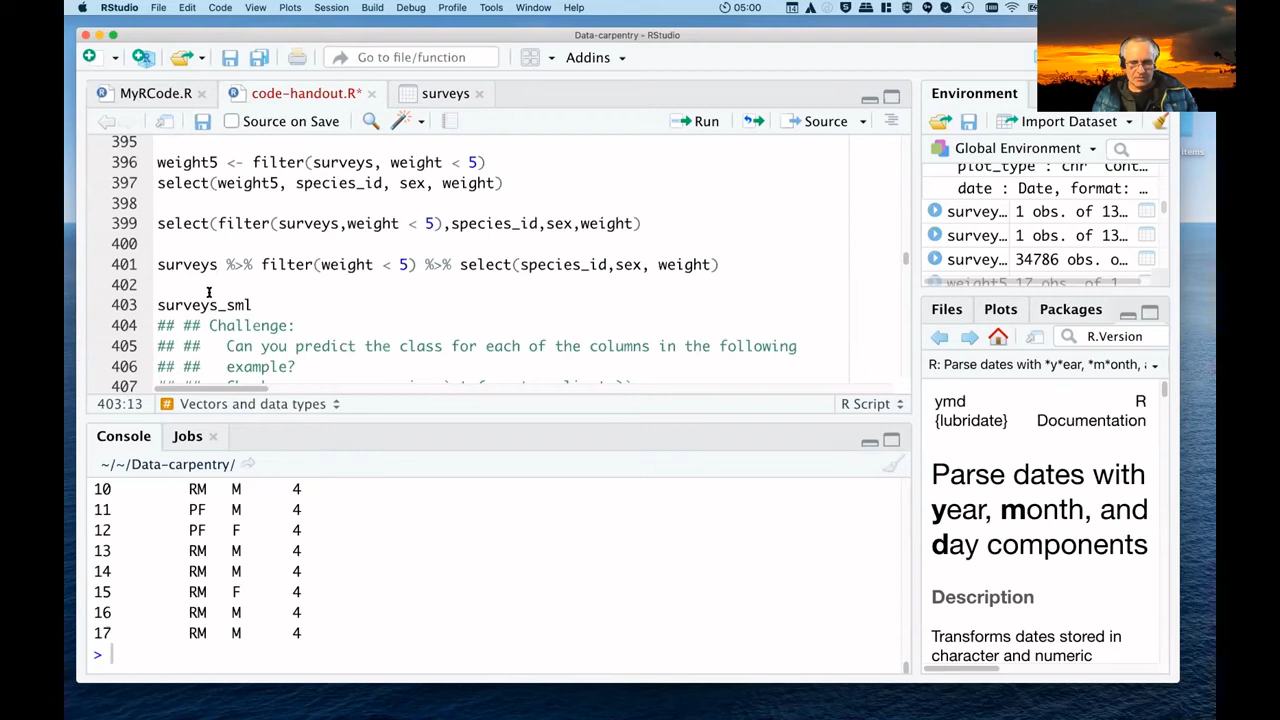 RStudio File Edit Code View Plots Session Build Debug Profile Tools Window Help 05:00
Data-carpentry - RStudio
Go to file/function Addins
MyRCode.R code-handout.R* surveys
Source on Save Run Source
395
396 weight5 <- filter(surveys, weight < 5)
397 select(weight5, species_id, sex, weight)
398
399 select(filter(surveys,weight < 5),species_id,sex,weight)
400
401 surveys %>% filter(weight < 5) %>% select(species_id,sex, weight)
402
403 surveys_sml
404 ## ## Challenge:
405 ## ## Can you predict the class for each of the columns in the following
406 ## ## example?
407 ## ##
403:13 # Vectors and data types R Script
Console Jobs
~/~/Data-carpentry/
10 RM M 4
11 PF M 4
12 PF F 4
13 RM M 4
14 RM M 4
15 RM F 4
16 RM M 4
17 RM M 4
>
Environment
Import Dataset
Global Environment
plot_type : chr "Cont…
date : Date, format: …
survey… 1 obs. of 13…
survey… 1 obs. of 13…
survey… 34786 obs. o…
weight5 17 obs. of 1
Files Plots Packages
R.Version
R: Parse dates with *y*ear, *m*onth,
ymd R
{lubridate} Documentation
Parse dates with
year, month, and
day components
Description
Transforms dates stored in
character and numeric
items